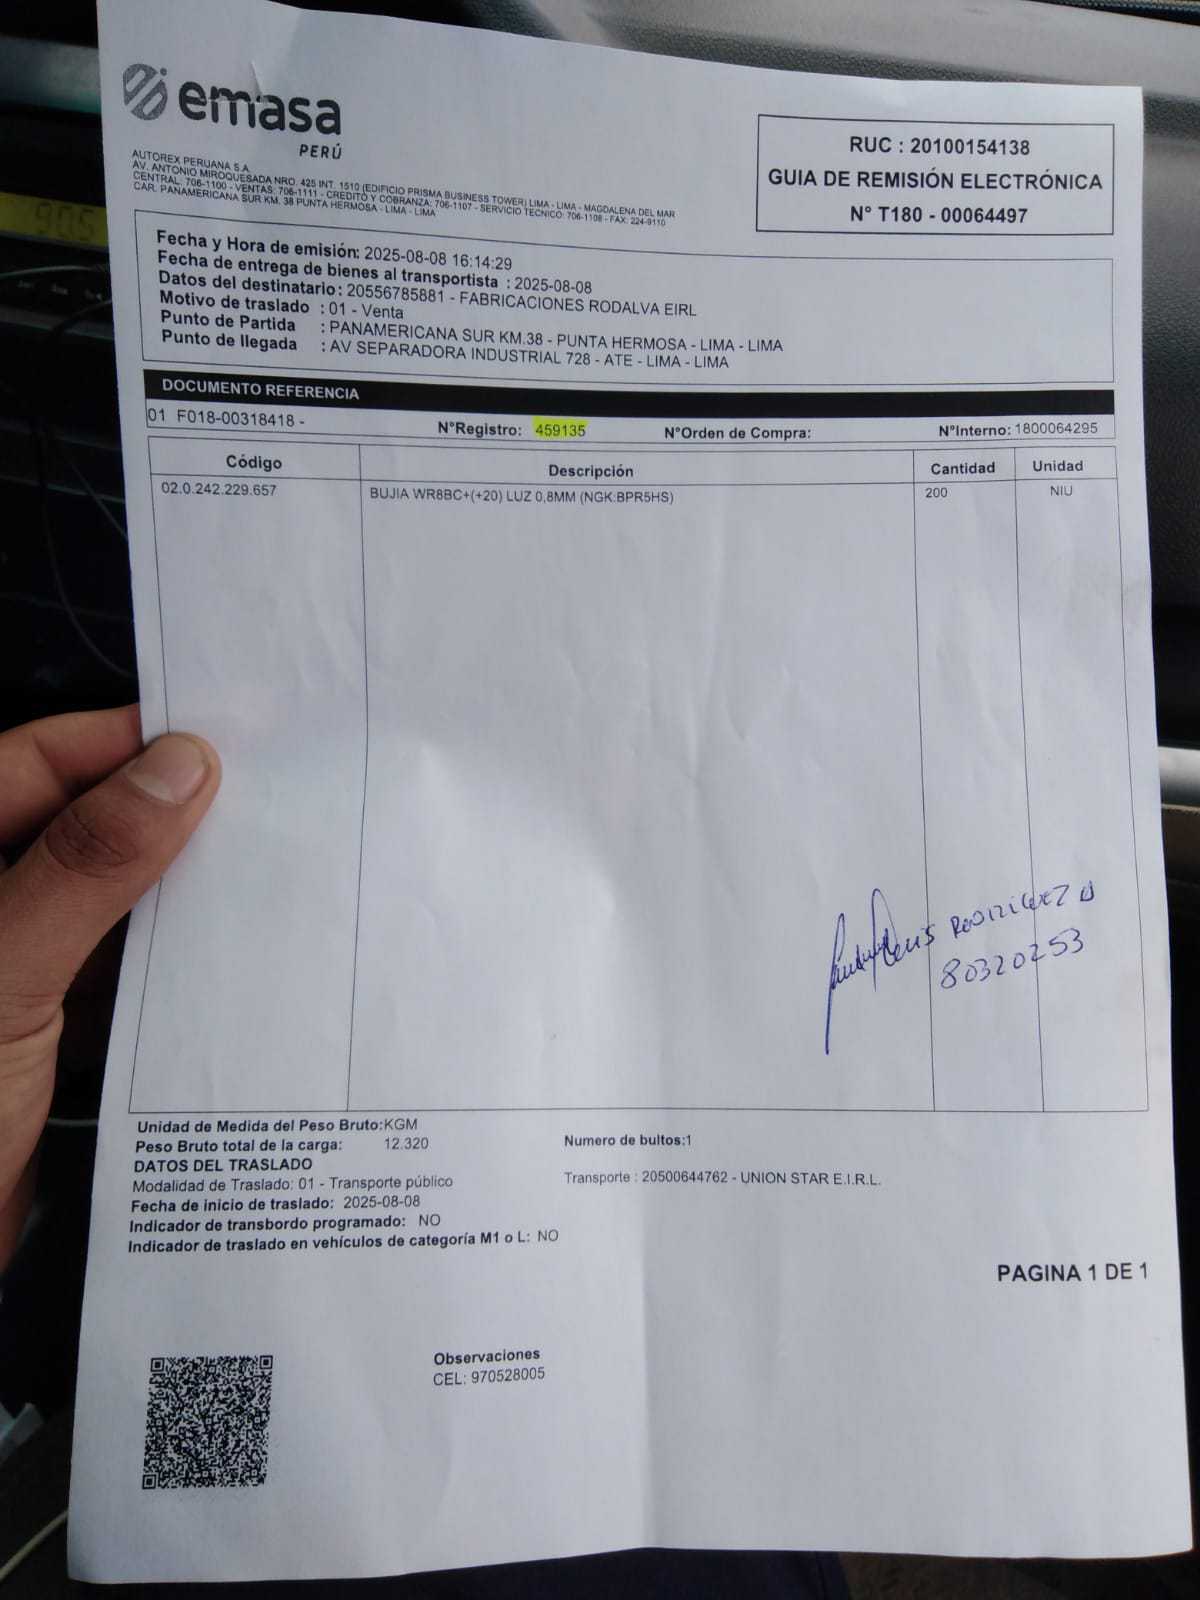 emasa
PERÚ
AUTOREX PERUANA S.A.
AV. ANTONIO MIROQUESADA NRO. 425 INT. 1510 (EDIFICIO PRISMA BUSINESS TOWER) LIMA - LIMA - MAGDALENA DEL MAR
CENTRAL: 706-1100 - VENTAS: 706-1111 - CREDITO Y COBRANZA: 706-1107 - SERVICIO TECNICO: 706-1108 - FAX: 224-9110
CAR. PANAMERICANA SUR KM. 38 PUNTA HERMOSA - LIMA - LIMA
RUC : 20100154138
GUIA DE REMISIÓN ELECTRÓNICA
N° T180 - 00064497
Fecha y Hora de emisión: 2025-08-08 16:14:29
Fecha de entrega de bienes al transportista : 2025-08-08
Datos del destinatario: 20556785881 - FABRICACIONES RODALVA EIRL
Motivo de traslado : 01 - Venta
Punto de Partida : PANAMERICANA SUR KM.38 - PUNTA HERMOSA - LIMA - LIMA
Punto de llegada : AV SEPARADORA INDUSTRIAL 728 - ATE - LIMA - LIMA
DOCUMENTO REFERENCIA
01 F018-00318418 - N°Registro: 459135 N°Orden de Compra: N°Interno: 1800064295
Código Descripción Cantidad Unidad
02.0.242.229.657 BUJIA WR8BC+(+20) LUZ 0,8MM (NGK:BPR5HS) 200 NIU
RODRIGUEZ
80320253
Unidad de Medida del Peso Bruto:KGM
Peso Bruto total de la carga: 12.320 Numero de bultos:1
DATOS DEL TRASLADO
Modalidad de Traslado: 01 - Transporte público Transporte : 20500644762 - UNION STAR E.I.R.L.
Fecha de inicio de traslado: 2025-08-08
Indicador de transbordo programado: NO
Indicador de traslado en vehículos de categoría M1 o L: NO
PAGINA 1 DE 1
Observaciones
CEL: 970528005